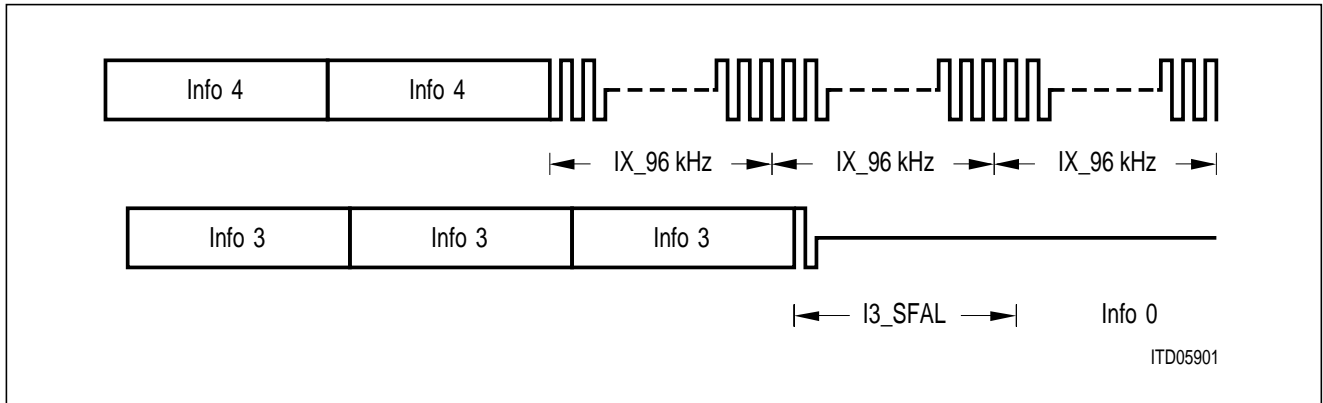 Info 4 Info 4
IX_96 kHz IX_96 kHz IX_96 kHz
Info 3 Info 3 Info 3
I3_SFAL Info 0
ITD05901